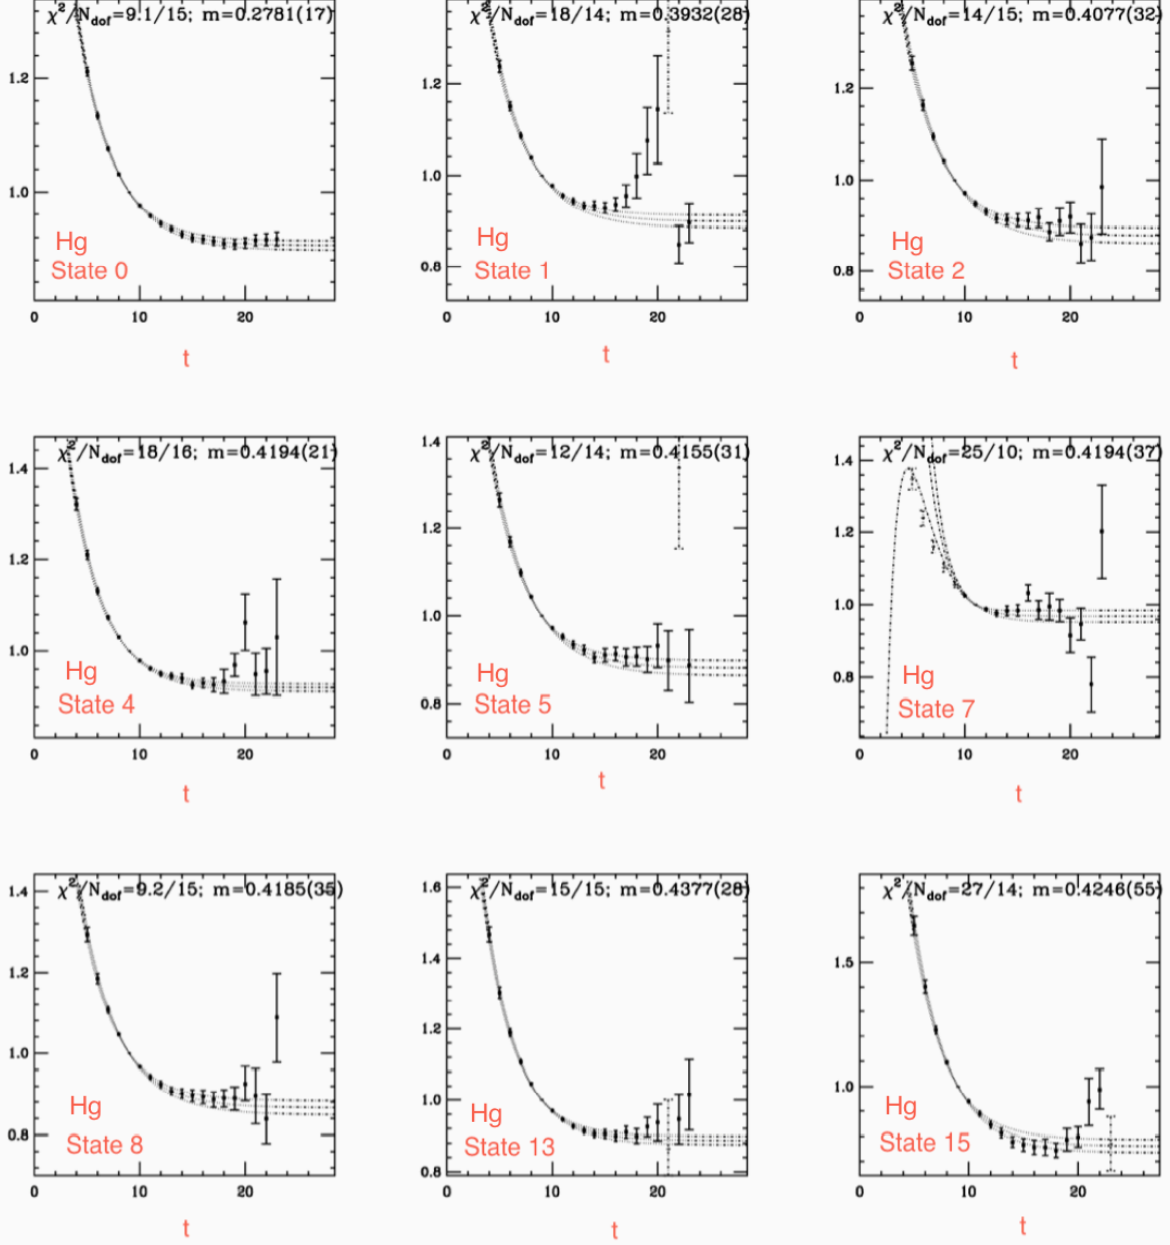 χ²/N_dof=9.1/15; m=0.2781(17)
1.2
1.0
Hg
State 0
0 10 20
t
χ²/N_dof=18/14; m=0.3932(28)
1.2
1.0
0.8
Hg
State 1
0 10 20
t
χ²/N_dof=14/15; m=0.4077(32)
1.2
1.0
0.8
Hg
State 2
0 10 20
t
χ²/N_dof=18/16; m=0.4194(21)
1.4
1.2
1.0
Hg
State 4
0 10 20
t
χ²/N_dof=12/14; m=0.4155(31)
1.4
1.2
1.0
0.8
Hg
State 5
0 10 20
t
χ²/N_dof=25/10; m=0.4194(37)
1.4
1.2
1.0
0.8
Hg
State 7
0 10 20
t
χ²/N_dof=9.2/15; m=0.4185(35)
1.4
1.2
1.0
0.8
Hg
State 8
0 10 20
t
χ²/N_dof=15/15; m=0.4377(28)
1.6
1.4
1.2
1.0
0.8
Hg
State 13
0 10 20
t
χ²/N_dof=27/14; m=0.4246(55)
1.5
1.0
Hg
State 15
0 10 20
t